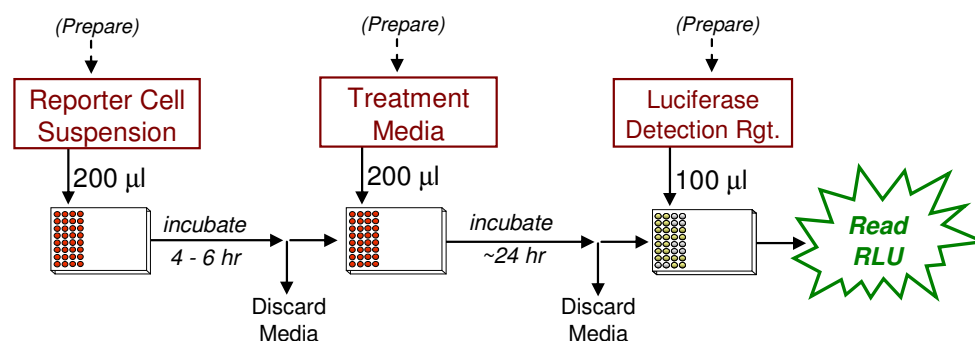 (Prepare)
(Prepare)
(Prepare)
Reporter Cell
Suspension
Treatment
Media
Luciferase
Detection Rgt.
200 μl
200 μl
100 μl
incubate
4 - 6 hr
incubate
~24 hr
Read
RLU
Discard
Media
Discard
Media